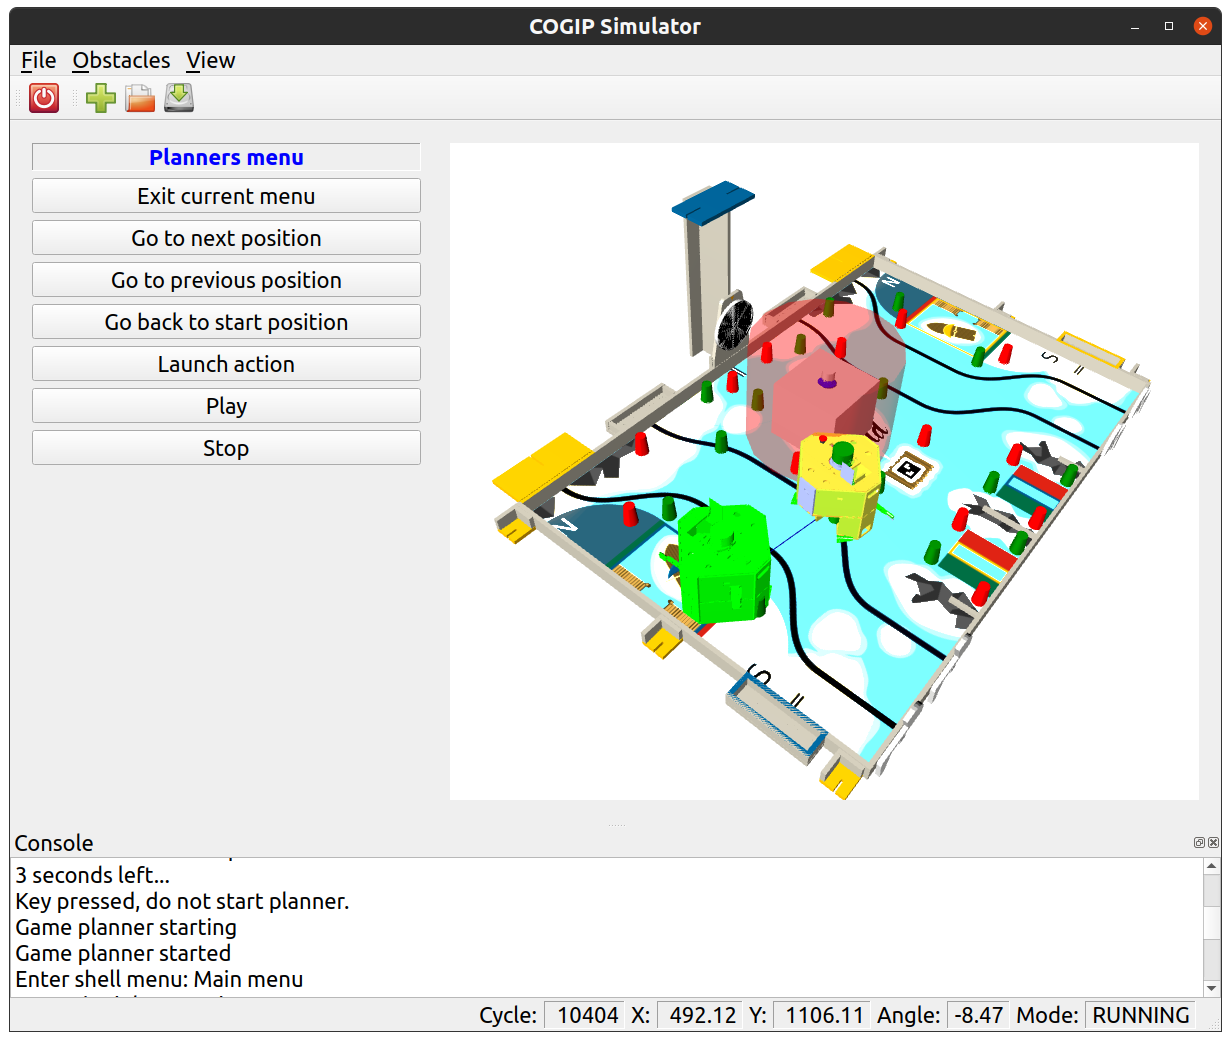 COGIP Simulator
File Obstacles View
Planners menu
Exit current menu
Go to next position
Go to previous position
Go back to start position
Launch action
Play
Stop
N
N
S
S
Console
3 seconds left...
Key pressed, do not start planner.
Game planner starting
Game planner started
Enter shell menu: Main menu
Cycle: 10404 X: 492.12 Y: 1106.11 Angle: -8.47 Mode: RUNNING